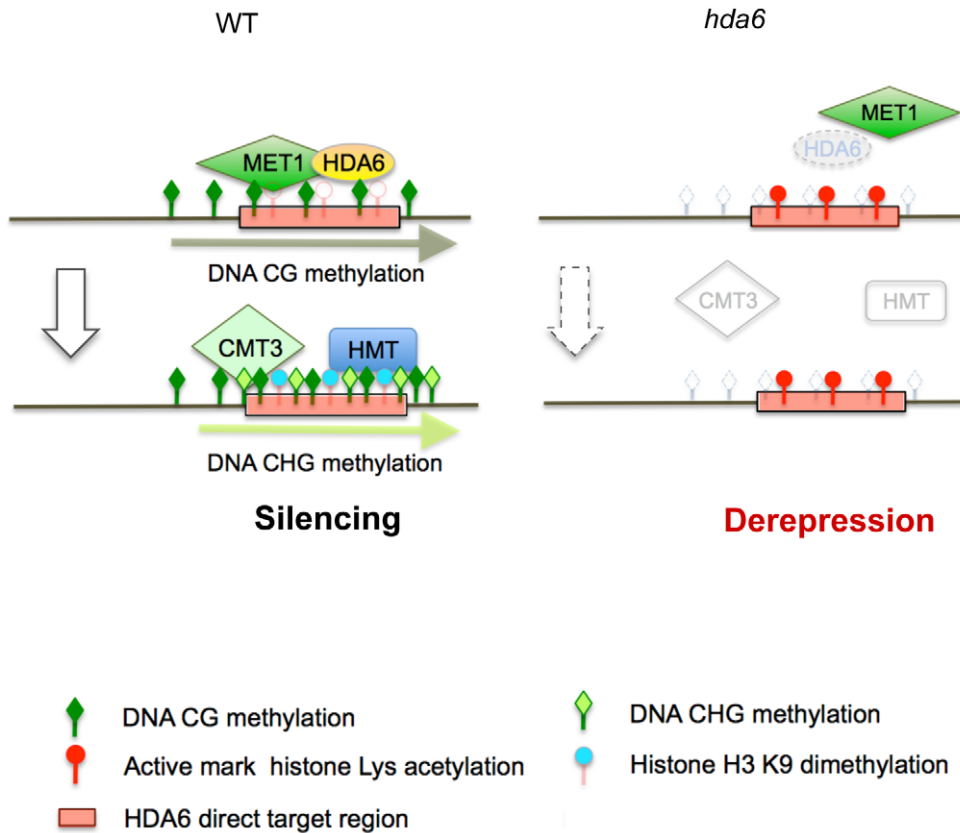 WT
hda6
MET1
HDA6
MET1
HDA6
DNA CG methylation
CMT3
HMT
CMT3
HMT
DNA CHG methylation
Silencing
Derepression
DNA CG methylation
DNA CHG methylation
Active mark histone Lys acetylation
Histone H3 K9 dimethylation
HDA6 direct target region